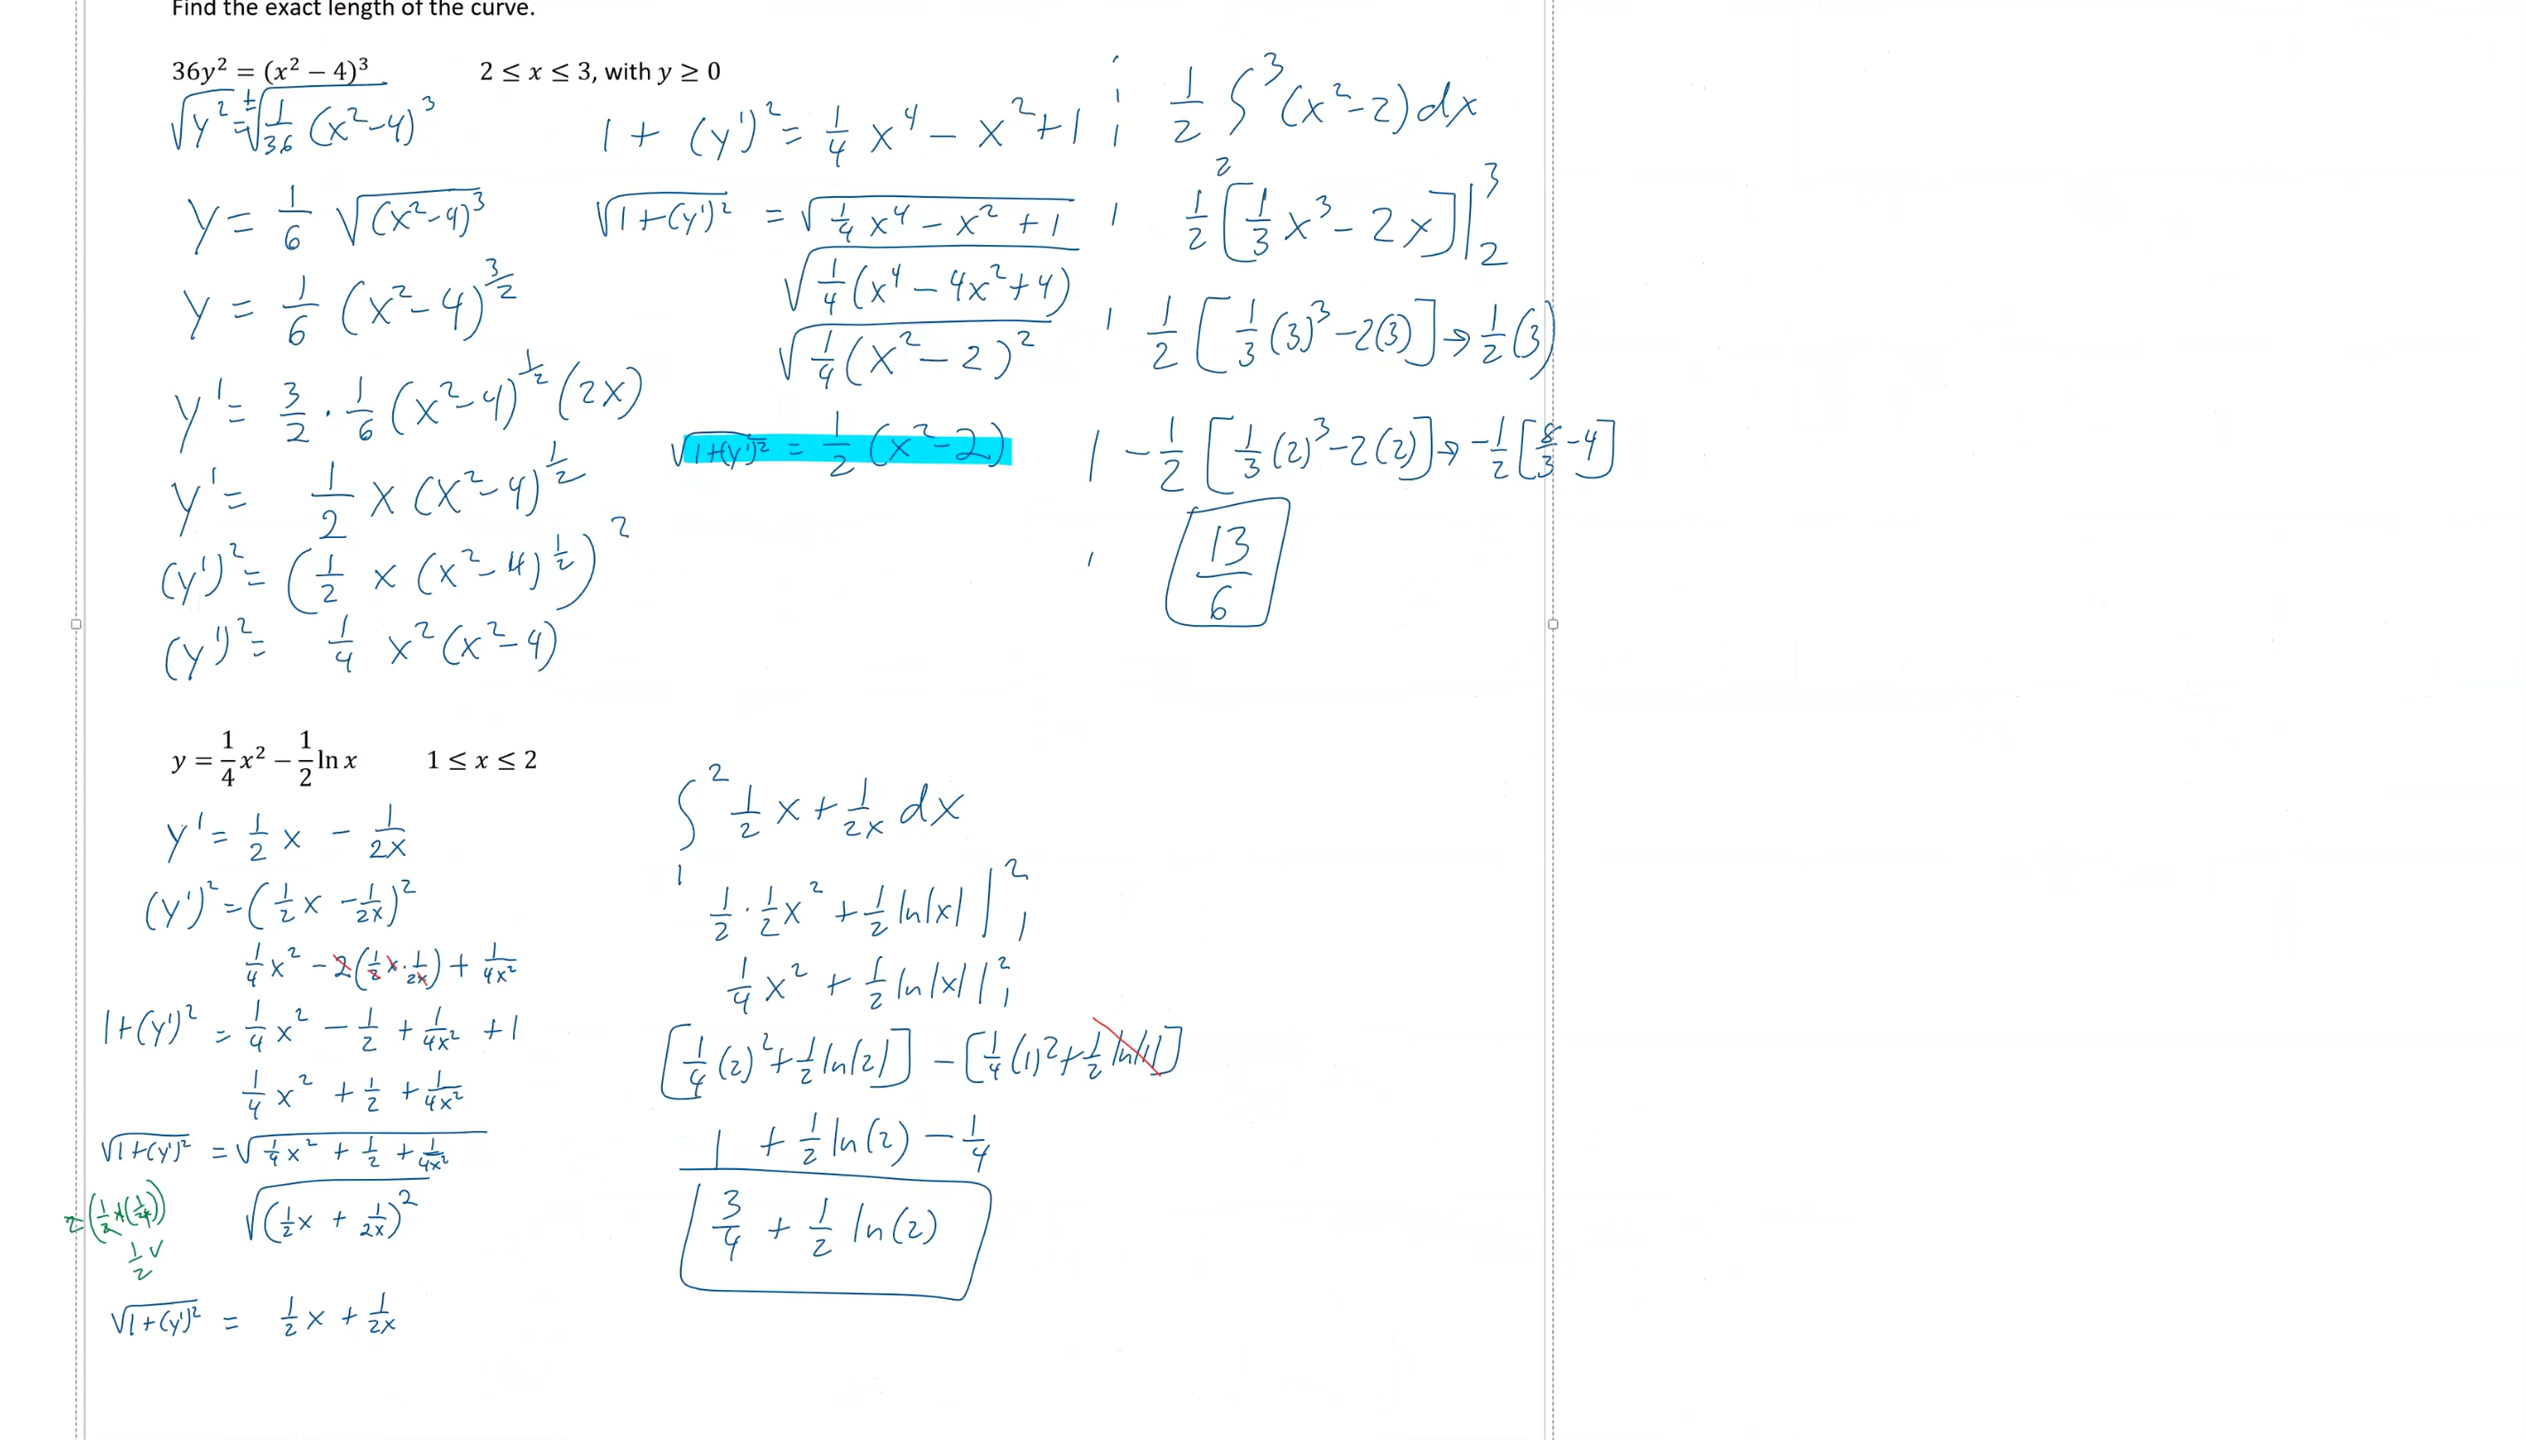 Find the exact length of the curve.
36y² = (x² − 4)³    2 ≤ x ≤ 3, with y ≥ 0
√y² = ±√(1/36 (x²-4)³)
y = 1/6 √(x²-4)³
y = 1/6 (x²-4)^(3/2)
y' = 3/2 · 1/6 (x²-4)^(1/2) (2x)
y' = 1/2 x (x²-4)^(1/2)
(y')² = (1/2 x (x²-4)^(1/2))²
(y')² = 1/4 x² (x²-4)
1 + (y')² = 1/4 x⁴ - x² + 1
√(1+(y')²) = √(1/4 x⁴ - x² + 1)
√(1/4 (x⁴ - 4x² + 4))
√(1/4 (x² - 2)²)
√(1+(y')²) = 1/2 (x²-2)
1/2 ∫₂³ (x²-2) dx
1/2 [1/3 x³ - 2x] |₂³
1/2 [1/3 (3)³ - 2(3)] → 1/2 (3)
-1/2 [1/3 (2)³ - 2(2)] → -1/2 [8/3 - 4]
13/6
y = 1/4 x² − 1/2 ln x    1 ≤ x ≤ 2
y' = 1/2 x - 1/2x
(y')² = (1/2 x - 1/2x)²
1/4 x² - 2(1/2 x · 1/2x) + 1/4x²
1+(y')² = 1/4 x² - 1/2 + 1/4x² + 1
1/4 x² + 1/2 + 1/4x²
√(1+(y')²) = √(1/4 x² + 1/2 + 1/4x²)
√((1/2 x + 1/2x)²)
2(1/2 x(1/2x))
1/2 ✓
√(1+(y')²) = 1/2 x + 1/2x
∫₁² 1/2 x + 1/2x dx
1/2 · 1/2 x² + 1/2 ln|x| |₁²
1/4 x² + 1/2 ln|x| |₁²
[1/4 (2)² + 1/2 ln|2|] - [1/4 (1)² + 1/2 ln|1|]
1 + 1/2 ln(2) - 1/4
3/4 + 1/2 ln(2)